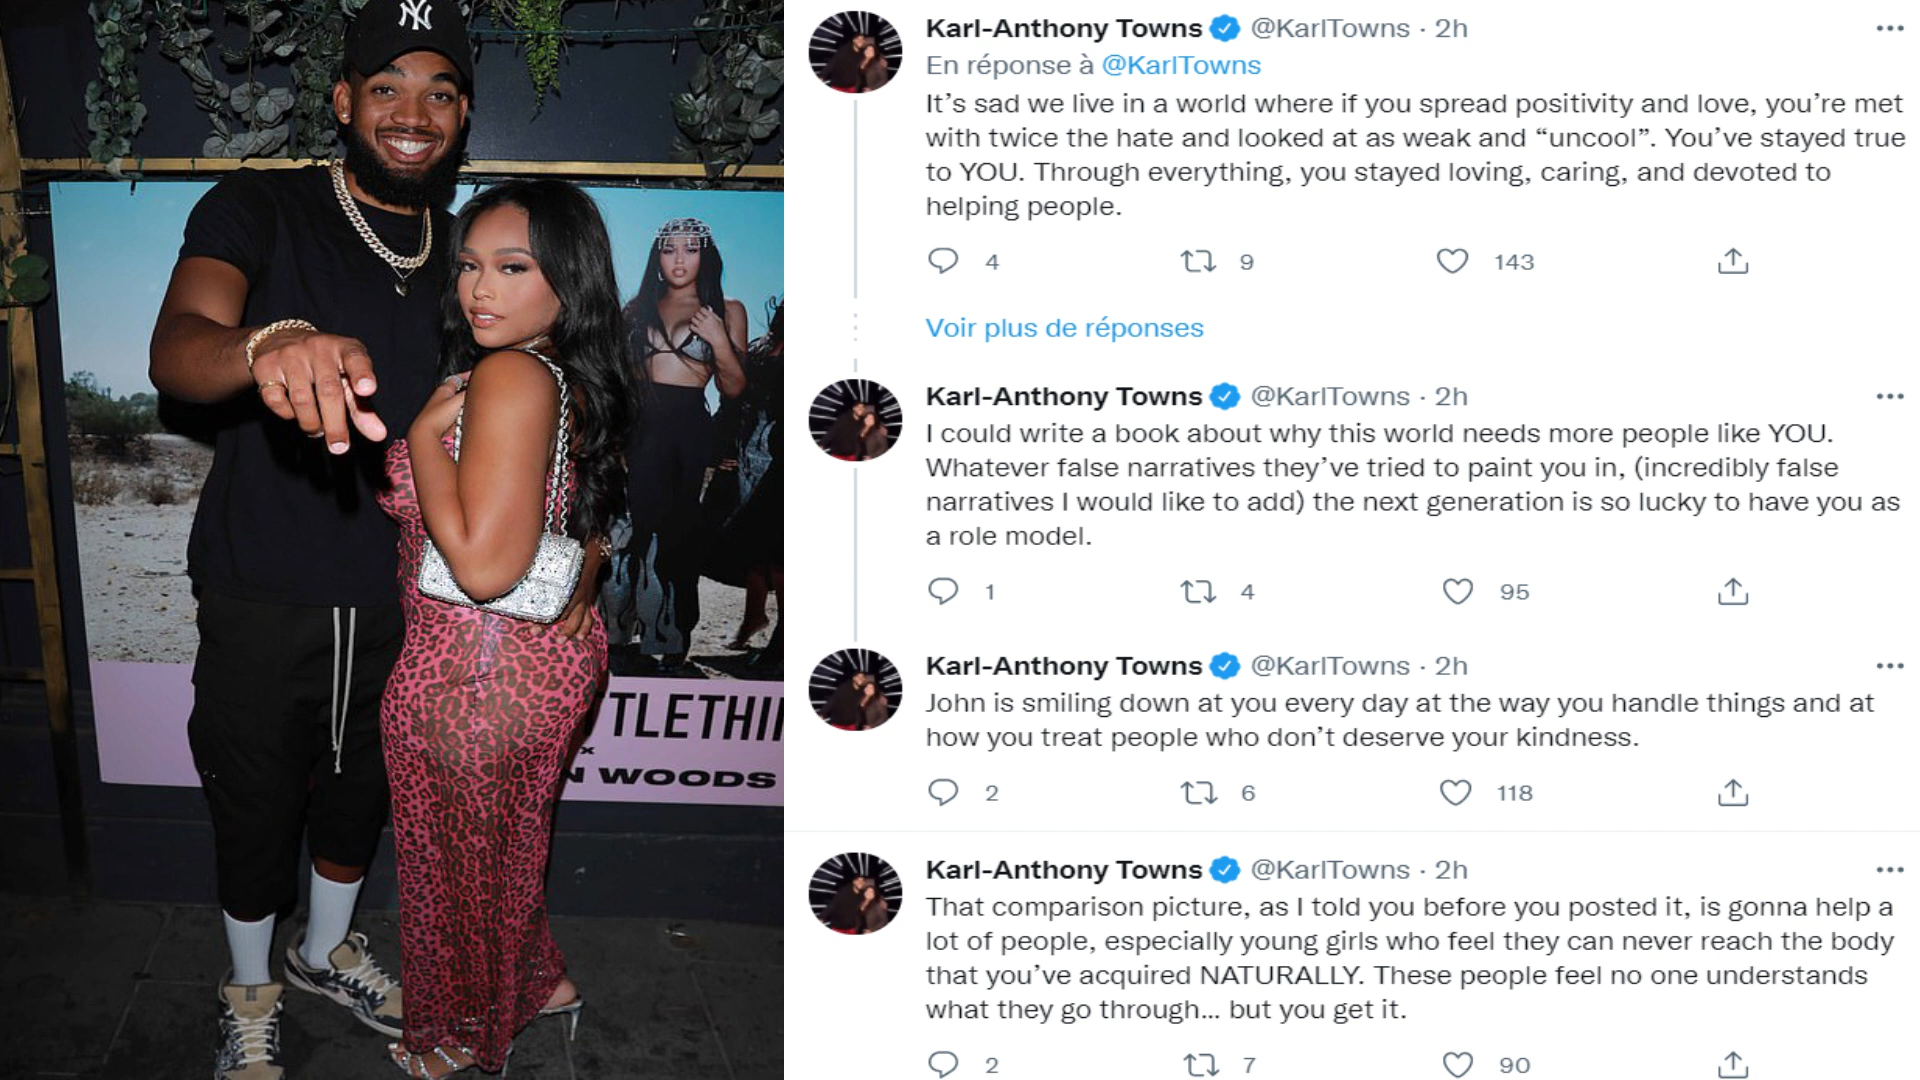 NY
TLETHI
x
N WOODS
Karl-Anthony Towns @KarlTowns · 2h
En réponse à @KarlTowns
It’s sad we live in a world where if you spread positivity and love, you’re met
with twice the hate and looked at as weak and “uncool”. You’ve stayed true
to YOU. Through everything, you stayed loving, caring, and devoted to
helping people.
4 9 143
Voir plus de réponses
Karl-Anthony Towns @KarlTowns · 2h
I could write a book about why this world needs more people like YOU.
Whatever false narratives they’ve tried to paint you in, (incredibly false
narratives I would like to add) the next generation is so lucky to have you as
a role model.
1 4 95
Karl-Anthony Towns @KarlTowns · 2h
John is smiling down at you every day at the way you handle things and at
how you treat people who don’t deserve your kindness.
2 6 118
Karl-Anthony Towns @KarlTowns · 2h
That comparison picture, as I told you before you posted it, is gonna help a
lot of people, especially young girls who feel they can never reach the body
that you’ve acquired NATURALLY. These people feel no one understands
what they go through... but you get it.
2 7 90